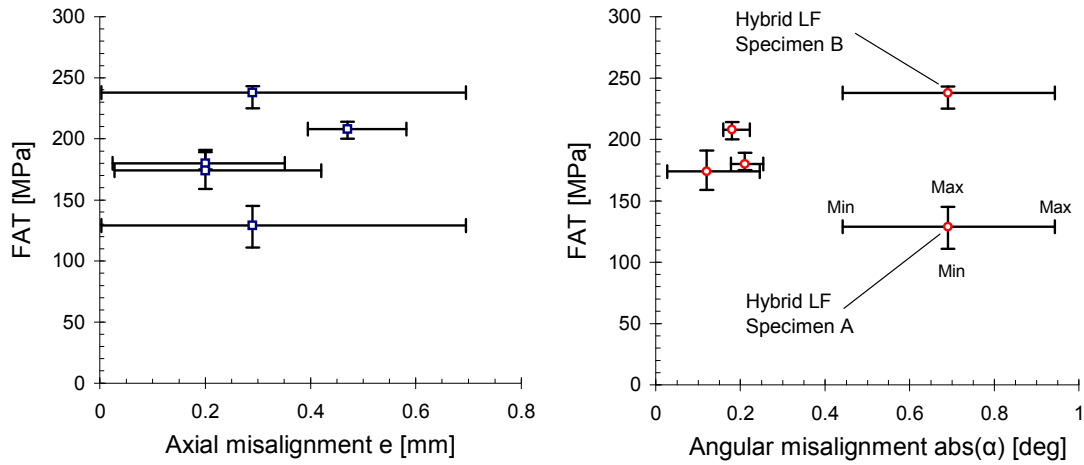 300
250
200
150
100
50
0
FAT [MPa]
0
0.2
0.4
0.6
0.8
Axial misalignment e [mm]
300
250
200
150
100
50
0
FAT [MPa]
Hybrid LF
Specimen B
Min
Max
Max
Min
Hybrid LF
Specimen A
0
0.2
0.4
0.6
0.8
1
Angular misalignment abs(α) [deg]